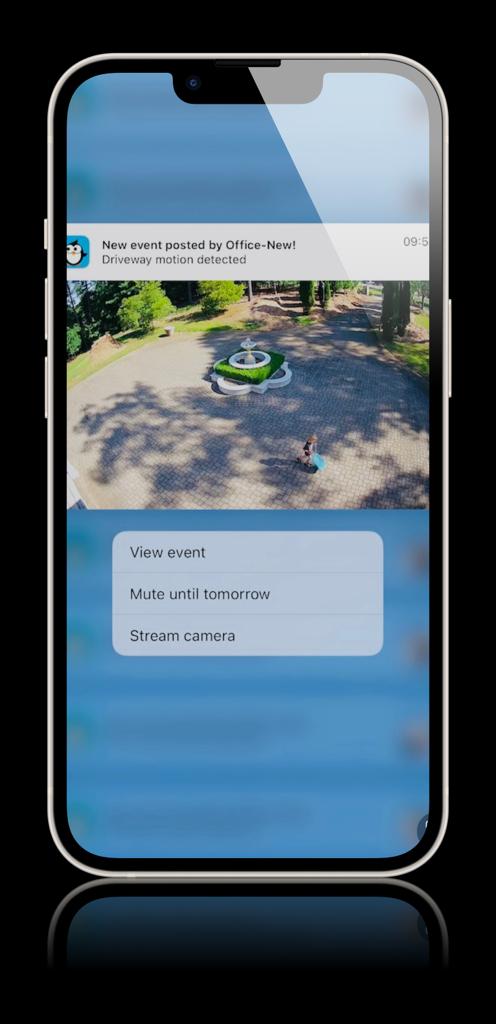 New event posted by Office-New!
09:5
Driveway motion detected
View event
Mute until tomorrow
Stream camera